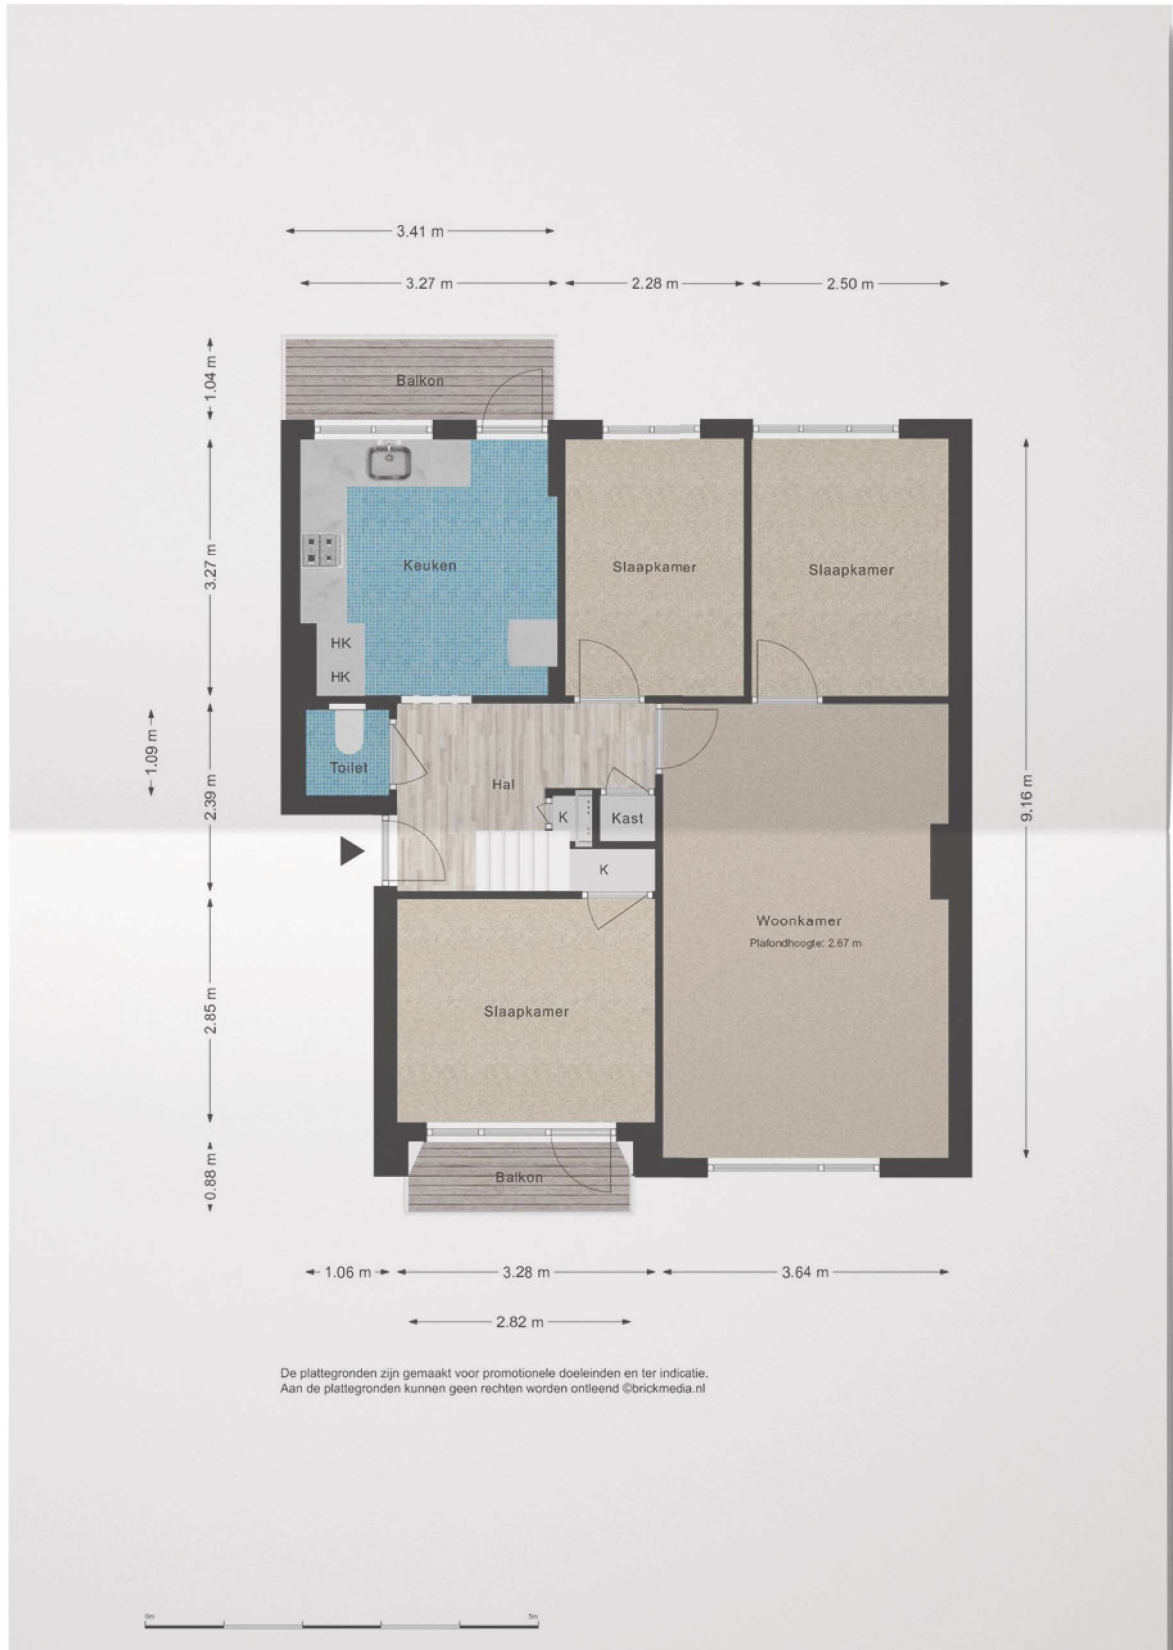 3.41 m
3.27 m
2.28 m
2.50 m
1.04 m
Balkon
3.27 m
Keuken
Slaapkamer
Slaapkamer
HK
HK
1.09 m
2.39 m
Toilet
Hal
K
Kast
K
9.16 m
Woonkamer
Plafondhoogte: 2.67 m
2.85 m
Slaapkamer
0.88 m
Balkon
1.06 m
3.28 m
3.64 m
2.82 m
De plattegronden zijn gemaakt voor promotionele doeleinden en ter indicatie.
Aan de plattegronden kunnen geen rechten worden ontleend ©brickmedia.nl
0m
5m